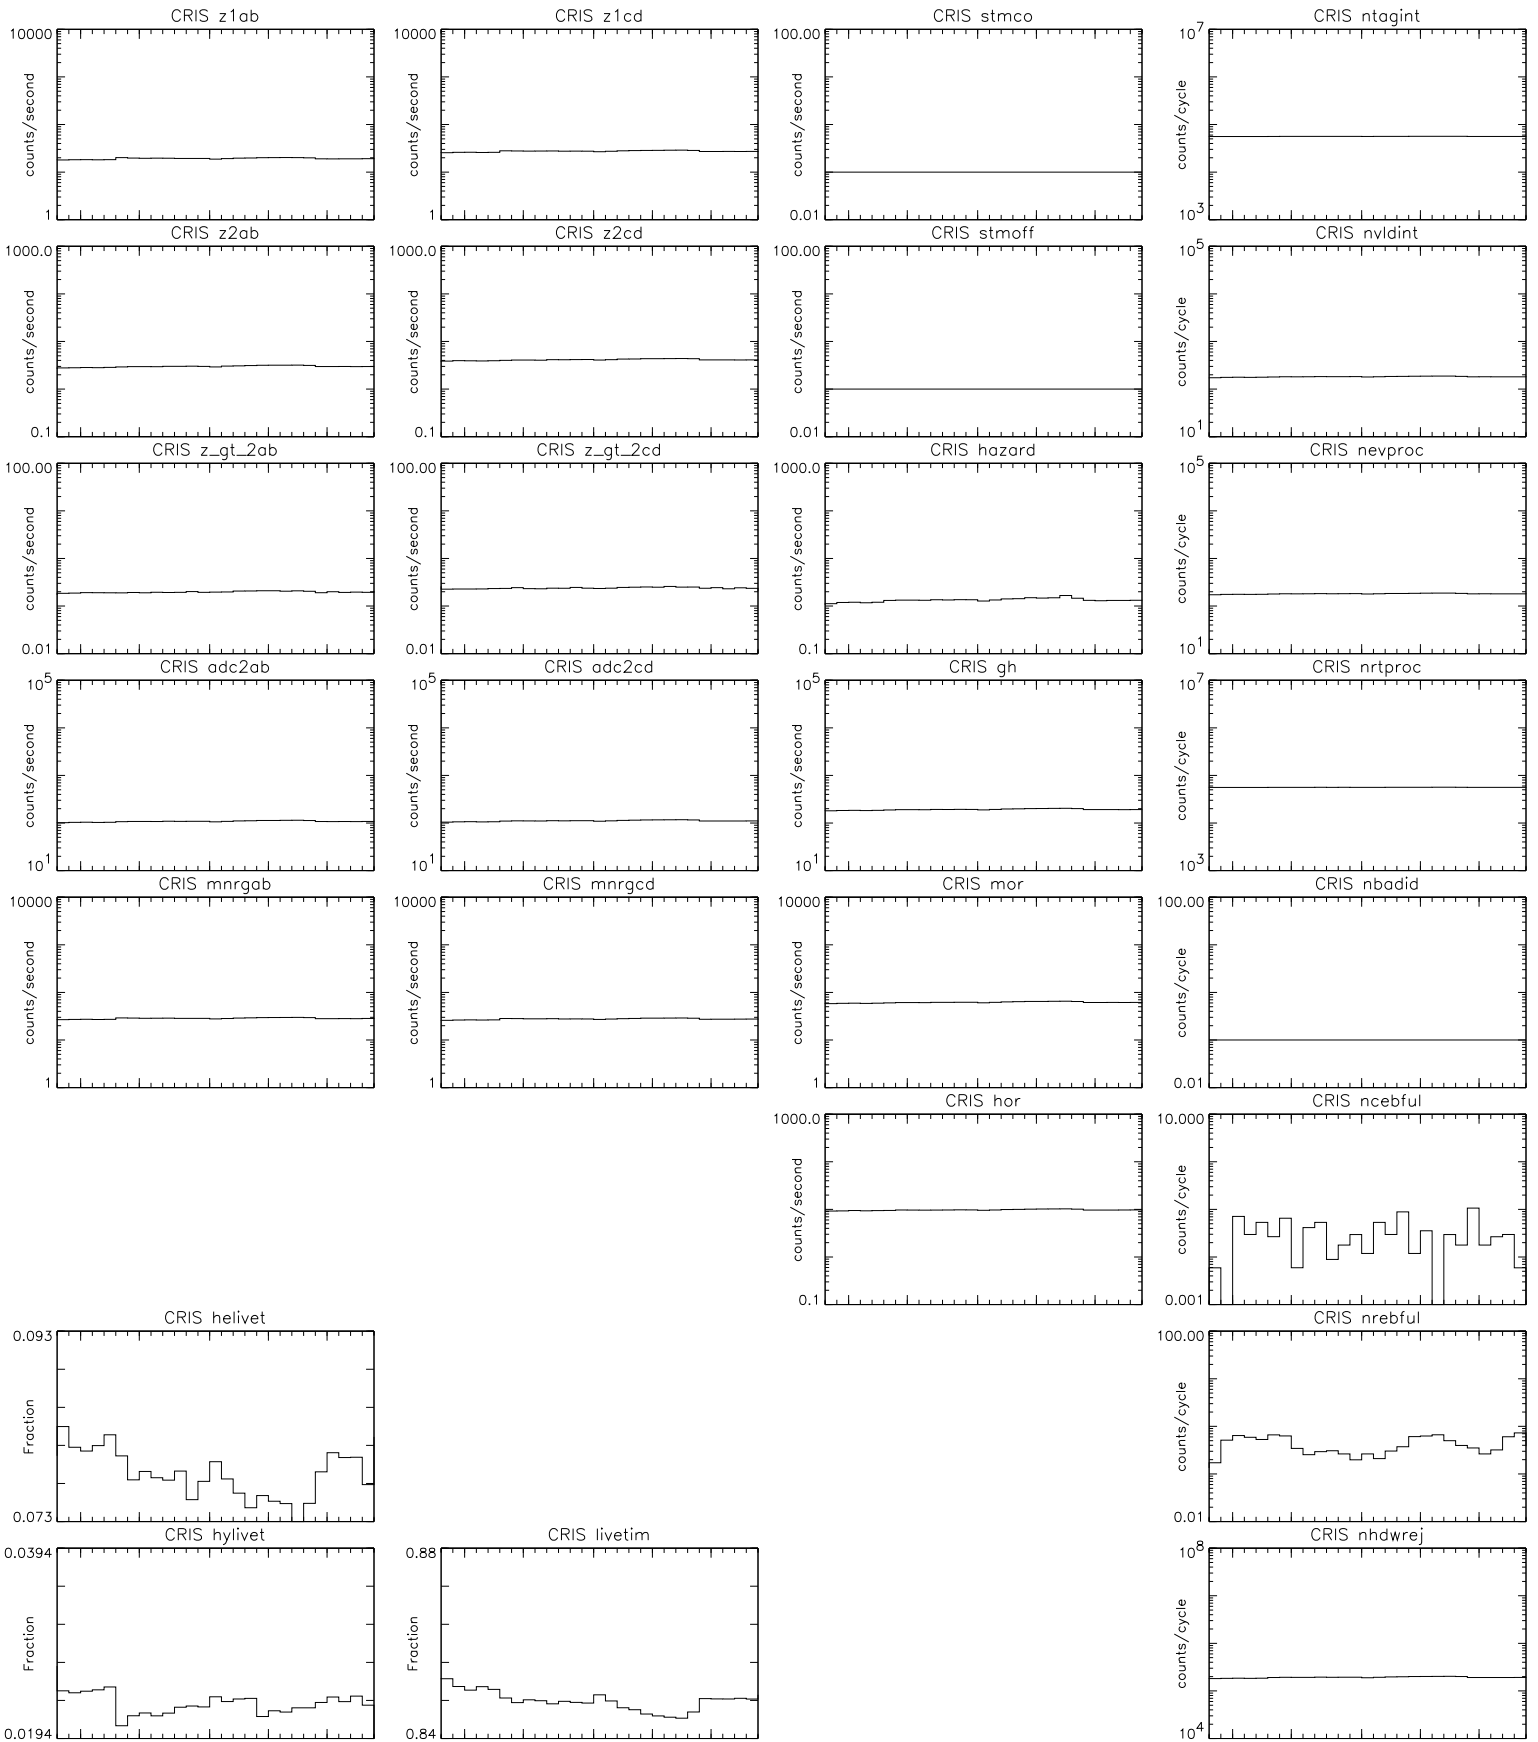 CRIS z1ab
10000
counts/second
1
CRIS z1cd
10000
counts/second
1
CRIS stmco
100.00
counts/second
0.01
CRIS ntagint
10^7
counts/cycle
10^3
CRIS z2ab
1000.0
counts/second
0.1
CRIS z2cd
1000.0
counts/second
0.1
CRIS stmoff
100.00
counts/second
0.01
CRIS nvldint
10^5
counts/cycle
10^1
CRIS z_gt_2ab
100.00
counts/second
0.01
CRIS z_gt_2cd
100.00
counts/second
0.01
CRIS hazard
1000.0
counts/second
0.1
CRIS nevproc
10^5
counts/cycle
10^1
CRIS adc2ab
10^5
counts/second
10^1
CRIS adc2cd
10^5
counts/second
10^1
CRIS gh
10^5
counts/second
10^1
CRIS nrtproc
10^7
counts/cycle
10^3
CRIS mnrgab
10000
counts/second
1
CRIS mnrgcd
10000
counts/second
1
CRIS mor
10000
counts/second
1
CRIS nbadid
100.00
counts/cycle
0.01
CRIS hor
1000.0
counts/second
0.1
CRIS ncebful
10.000
counts/cycle
0.001
CRIS helivet
0.093
Fraction
0.073
CRIS nrebful
100.00
counts/cycle
0.01
CRIS hylivet
0.0394
Fraction
0.0194
CRIS livetim
0.88
Fraction
0.84
CRIS nhdwrej
10^8
counts/cycle
10^4